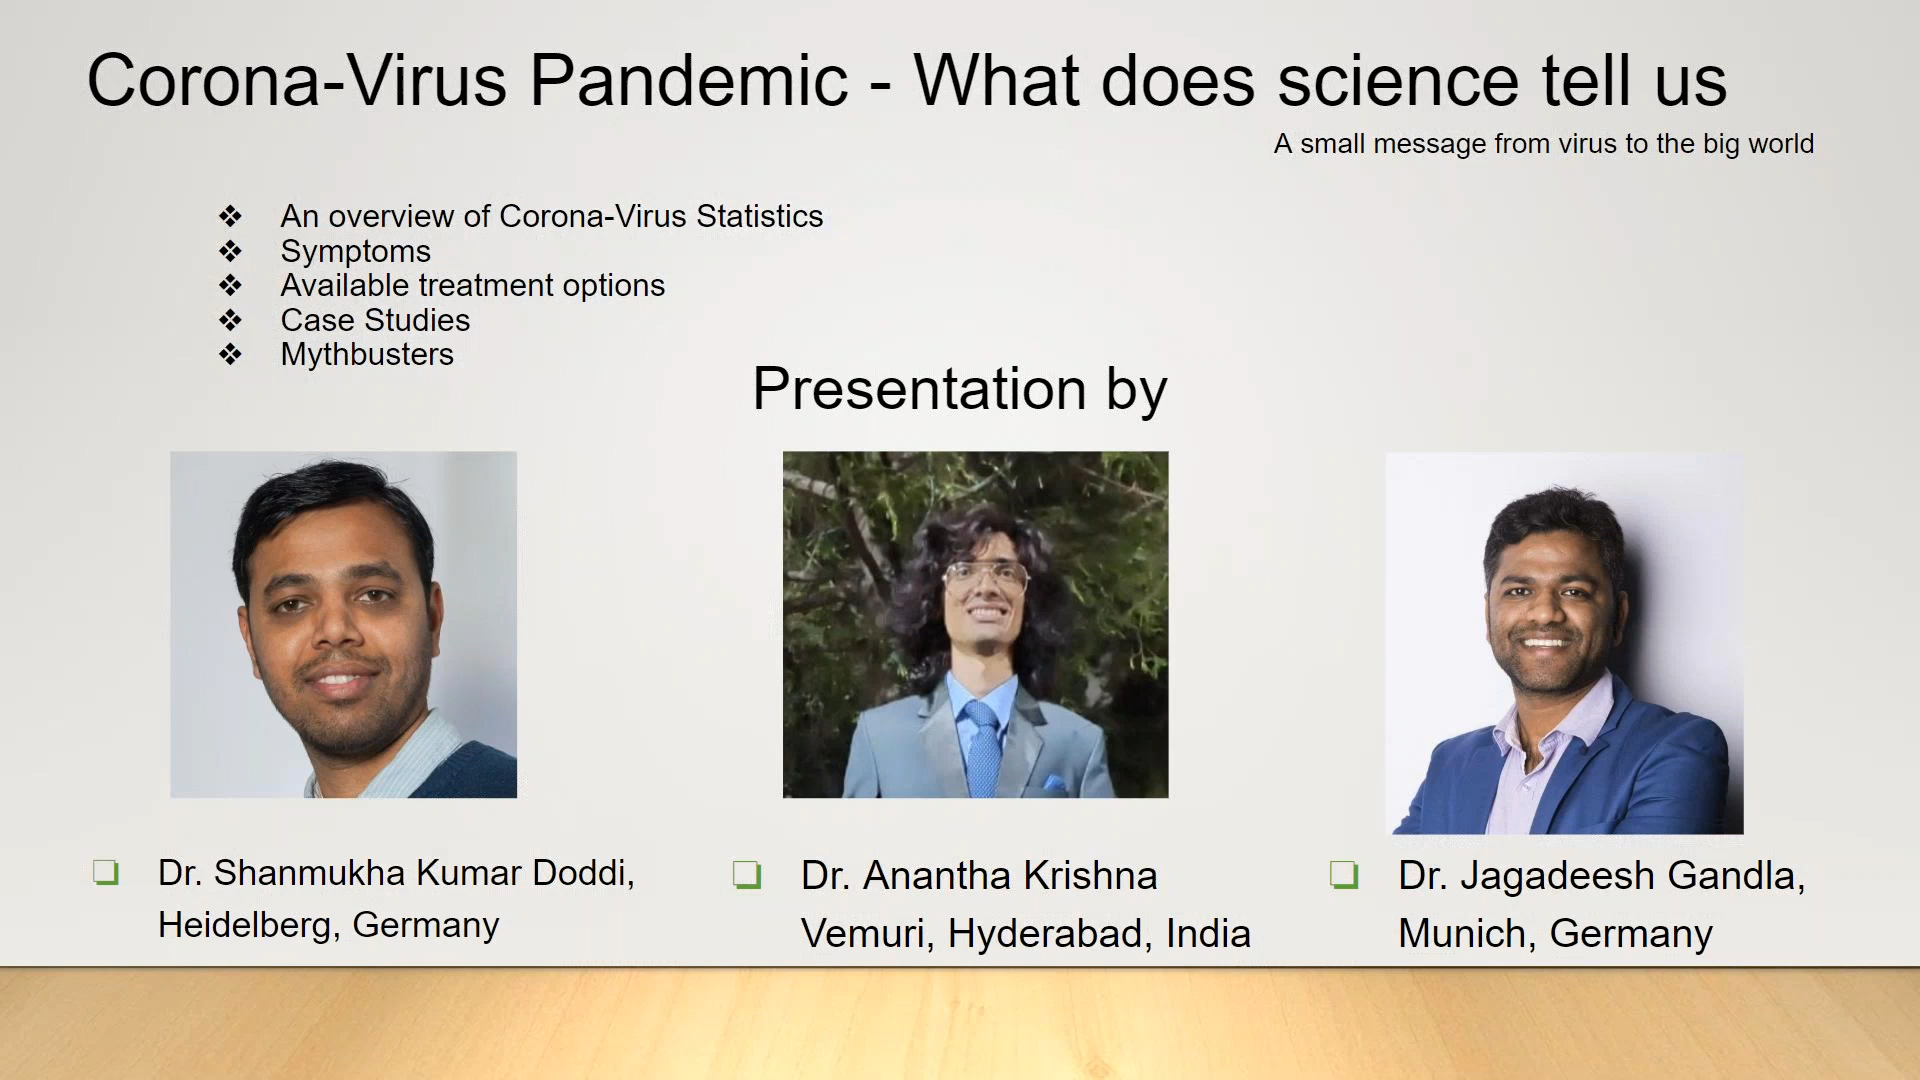 Corona-Virus Pandemic - What does science tell us
A small message from virus to the big world
❖ An overview of Corona-Virus Statistics
❖ Symptoms
❖ Available treatment options
❖ Case Studies
❖ Mythbusters
Presentation by
❑ Dr. Shanmukha Kumar Doddi,
Heidelberg, Germany
❑ Dr. Anantha Krishna
Vemuri, Hyderabad, India
❑ Dr. Jagadeesh Gandla,
Munich, Germany